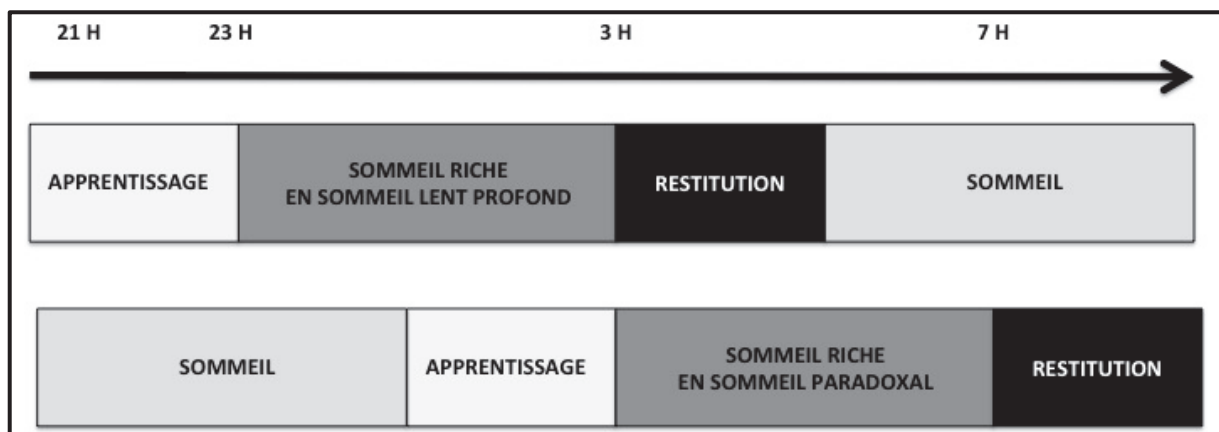 21 H 23 H 3 H 7 H
APPRENTISSAGE
SOMMEIL RICHE
EN SOMMEIL LENT PROFOND
RESTITUTION
SOMMEIL
SOMMEIL
APPRENTISSAGE
SOMMEIL RICHE
EN SOMMEIL PARADOXAL
RESTITUTION